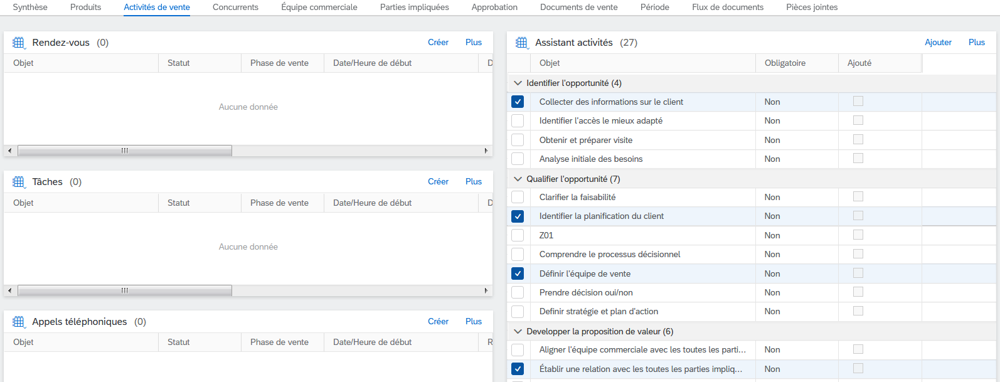 Synthèse Produits Activités de vente Concurrents Équipe commerciale Parties impliquées Approbation Documents de vente Période Flux de documents Pièces jointes
Rendez-vous (0) Créer Plus
Objet Statut Phase de vente Date/Heure de début D
Aucune donnée
Tâches (0) Créer Plus
Objet Statut Phase de vente Date/Heure de début D
Aucune donnée
Appels téléphoniques (0) Créer Plus
Objet Statut Phase de vente Date/Heure de début R
Assistant activités (27) Ajouter Plus
Objet Obligatoire Ajouté
Identifier l'opportunité (4)
Collecter des informations sur le client Non
Identifier l'accès le mieux adapté Non
Obtenir et préparer visite Non
Analyse initiale des besoins Non
Qualifier l'opportunité (7)
Clarifier la faisabilité Non
Identifier la planification du client Non
Z01 Non
Comprendre le processus décisionnel Non
Définir l'équipe de vente Non
Prendre décision oui/non Non
Definir stratégie et plan d'action Non
Developper la proposition de valeur (6)
Aligner l'équipe commerciale avec les toutes les parti... Non
Établir une relation avec les toutes les parties impliq... Non